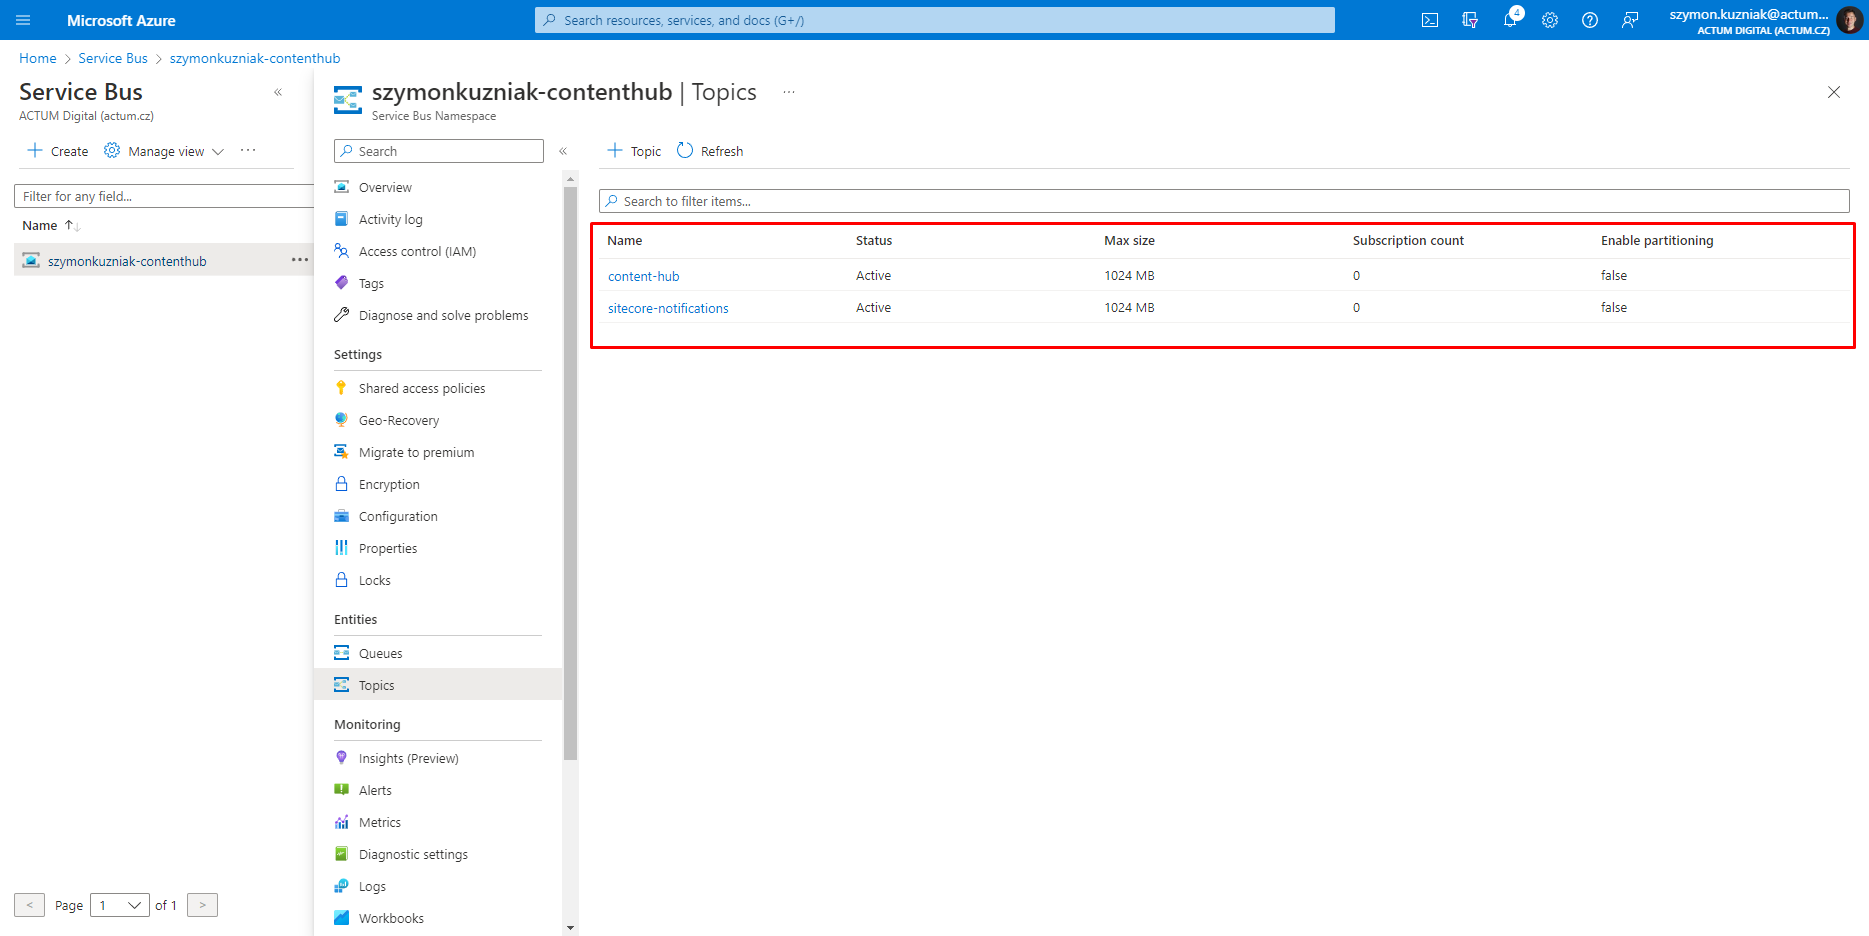 Microsoft Azure
Search resources, services, and docs (G+/)
4
szymon.kuzniak@actum...
ACTUM DIGITAL (ACTUM.CZ)
Home > Service Bus > szymonkuzniak-contenthub
Service Bus
«
ACTUM Digital (actum.cz)
Create
Manage view
...
Filter for any field...
Name
szymonkuzniak-contenthub
...
< Page 1 of 1 >
szymonkuzniak-contenthub | Topics
...
Service Bus Namespace
Search
«
Overview
Activity log
Access control (IAM)
Tags
Diagnose and solve problems
Settings
Shared access policies
Geo-Recovery
Migrate to premium
Encryption
Configuration
Properties
Locks
Entities
Queues
Topics
Monitoring
Insights (Preview)
Alerts
Metrics
Diagnostic settings
Logs
Workbooks
Topic
Refresh
Search to filter items...
Name Status Max size Subscription count Enable partitioning
content-hub Active 1024 MB 0 false
sitecore-notifications Active 1024 MB 0 false